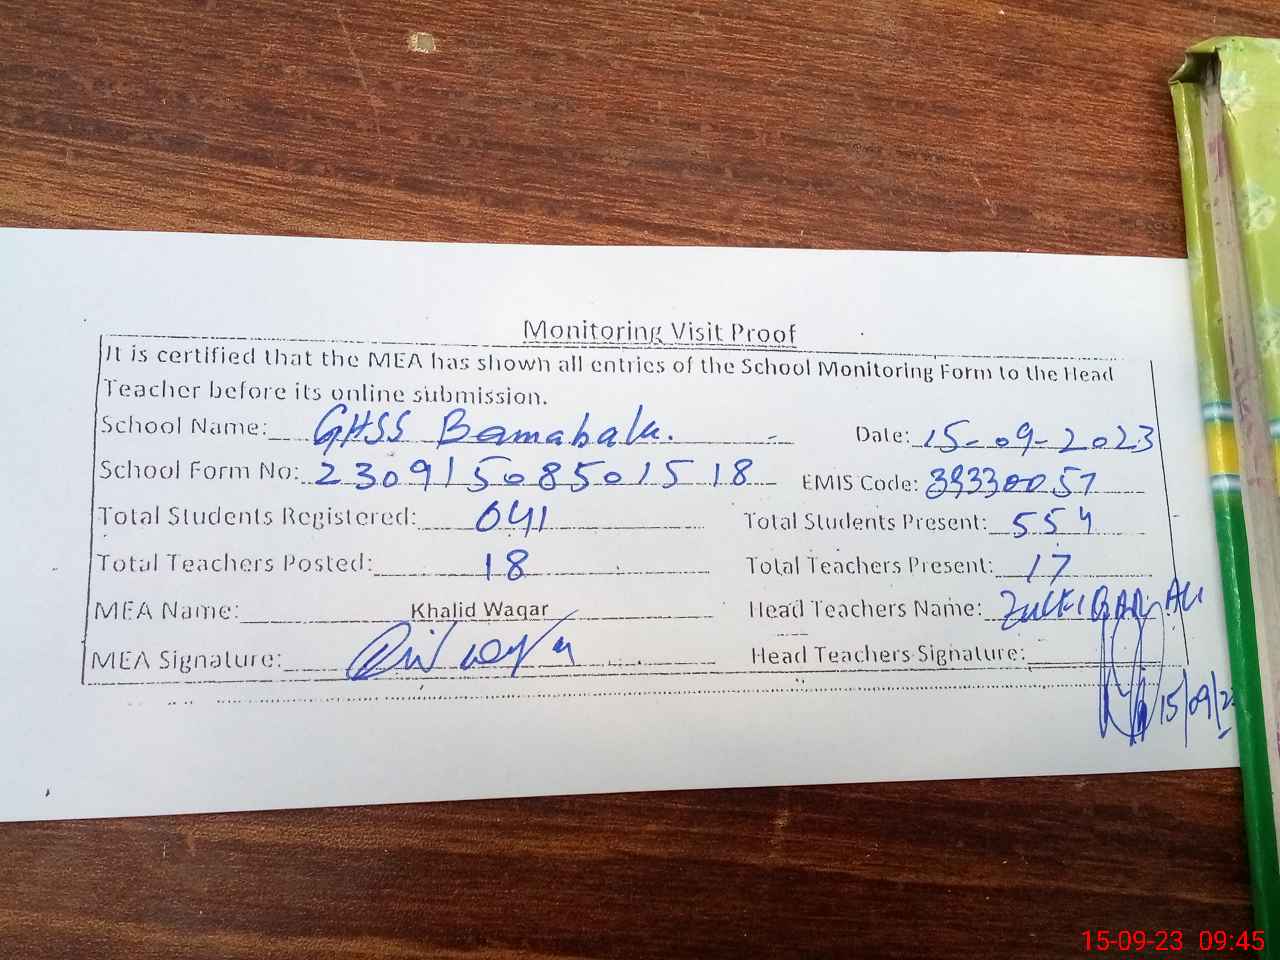 Monitoring Visit Proof
It is certified that the MEA has shown all entries of the School Monitoring Form to the Head
Teacher before its online submission.
School Name: GHSS Bamabala. Date: 15-09-2023
School Form No: 230915085015 18 EMIS Code: 39330057
Total Students Registered: 641 Total Students Present: 554
Total Teachers Posted: 18 Total Teachers Present: 17
MEA Name: Khalid Waqar Head Teachers Name: Ali
MEA Signature: Head Teachers Signature:
15/09/2
15-09-23 09:45